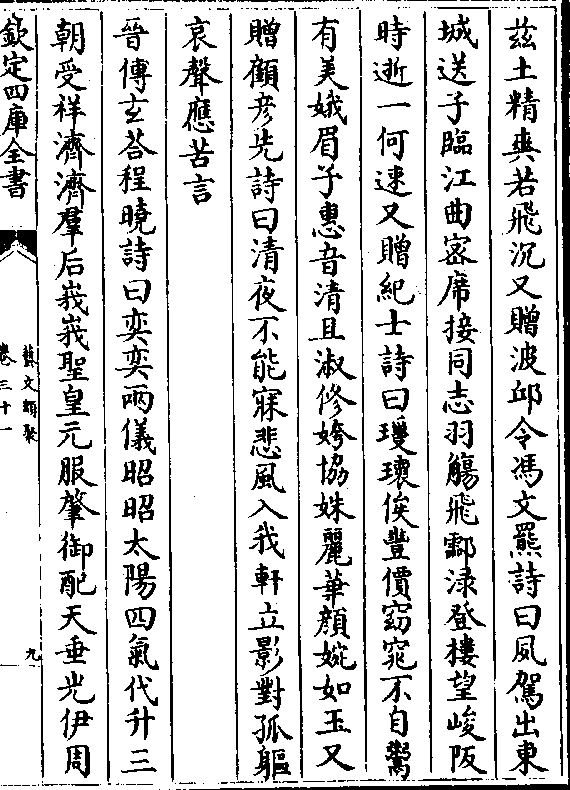 茲土精爽若飛沉又贈波邱令馮文羆詩曰夙駕出東
城送子臨江曲密席接同志羽觴飛酃淥登樓望峻阪
時逝一何速又贈紀士詩曰瓊瓌俟豐價窈窕不自鬻
有美娥眉子惠音清且淑修姱協姝麗華顔婉如玉又
贈顧彦先詩曰清夜不能寐悲風入我軒立影對孤軀
哀聲應苦言
晉傅玄荅程曉詩曰奕奕兩儀昭昭太陽四氣代升三
朝受祥濟濟羣后峩峩聖皇元服肇御配天垂光伊周
欽定四庫全書
藝文類聚
卷三十一
九